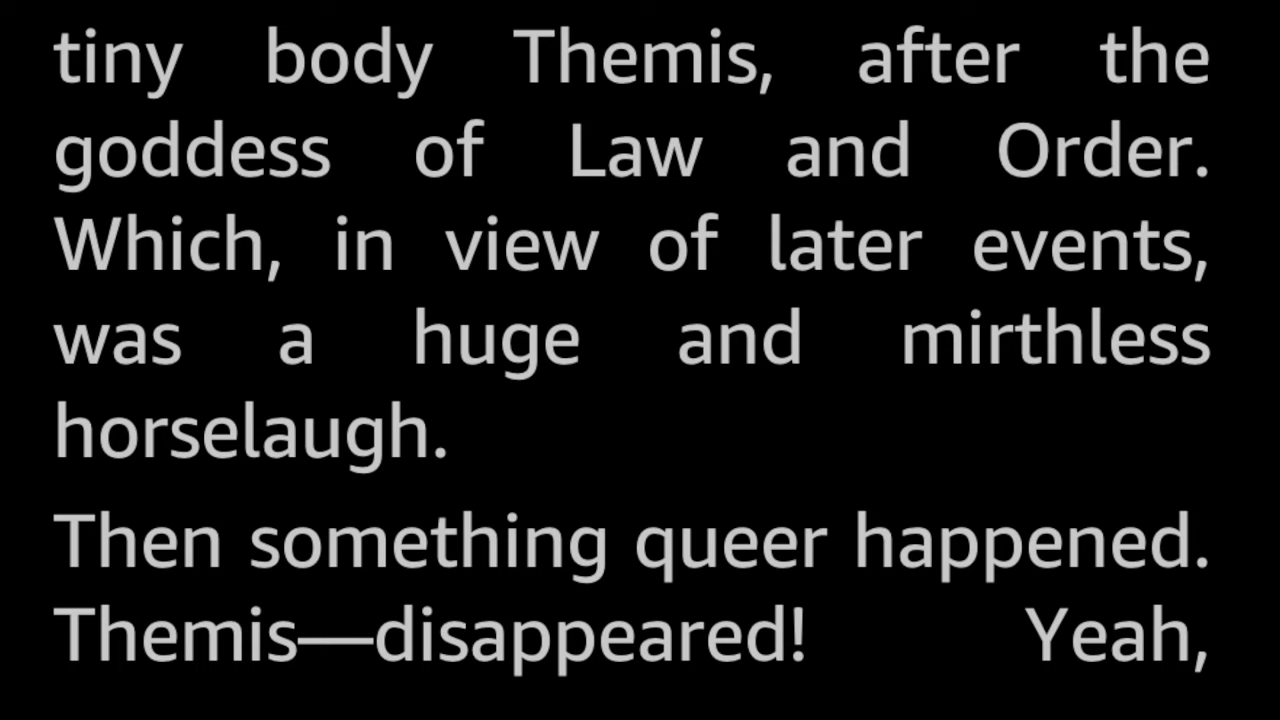 tiny body Themis, after the
goddess of Law and Order.
Which, in view of later events,
was a huge and mirthless
horselaugh.
Then something queer happened.
Themis—disappeared! Yeah,